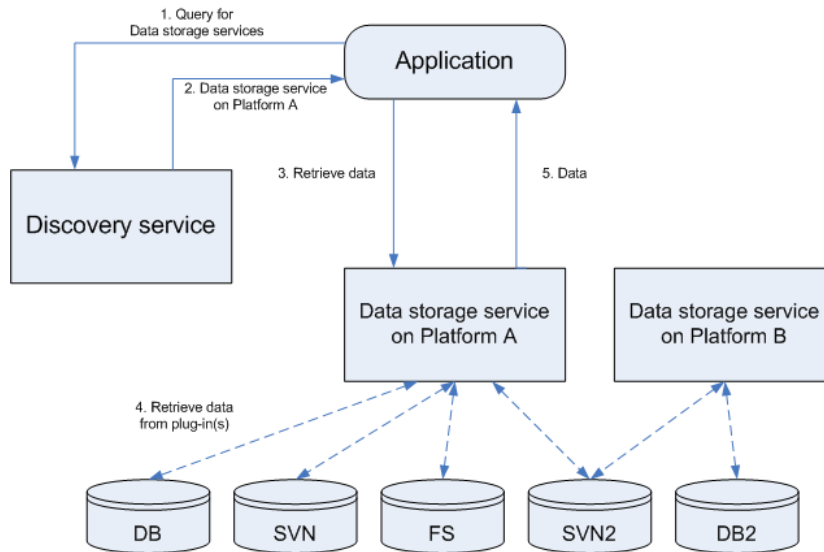 1. Query for
Data storage services
Application
2. Data storage service
on Platform A
3. Retrieve data
5. Data
Discovery service
Data storage service
on Platform A
Data storage service
on Platform B
4. Retrieve data
from plug-in(s)
DB
SVN
FS
SVN2
DB2